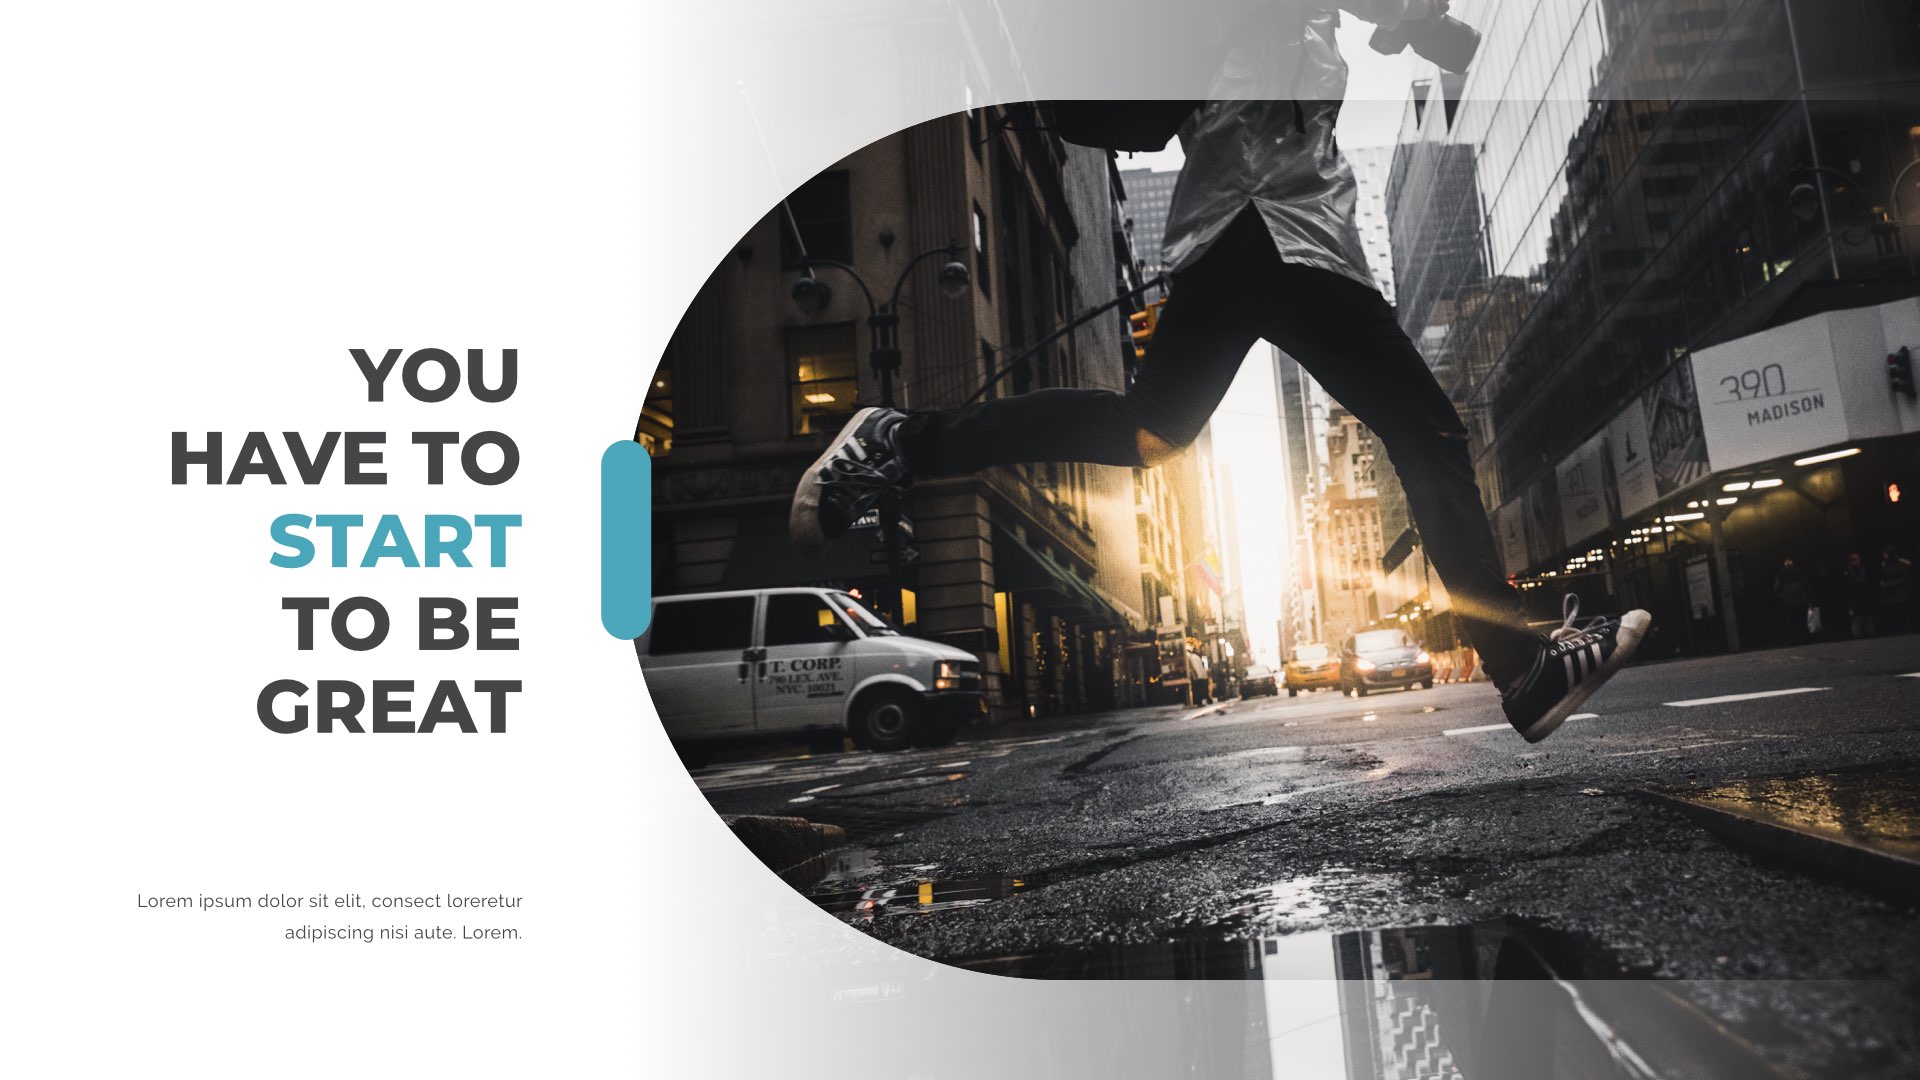 YOU
HAVE TO
START
TO BE
GREAT
Lorem ipsum dolor sit elit, consect loreretur
adipiscing nisi aute. Lorem.
390
MADISON
T. CORP.
790 LEX. AVE.
NYC. 10021